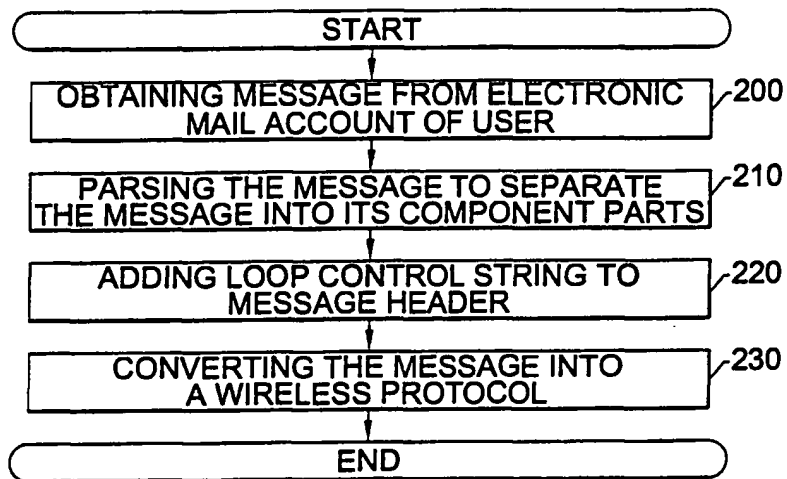 START
OBTAINING MESSAGE FROM ELECTRONIC
MAIL ACCOUNT OF USER
200
PARSING THE MESSAGE TO SEPARATE
THE MESSAGE INTO ITS COMPONENT PARTS
210
ADDING LOOP CONTROL STRING TO
MESSAGE HEADER
220
CONVERTING THE MESSAGE INTO
A WIRELESS PROTOCOL
230
END